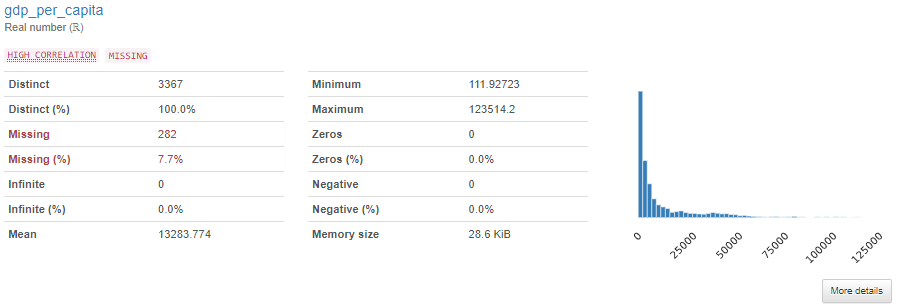 gdp_per_capita
Real number (ℝ)
HIGH CORRELATION MISSING
Distinct 3367
Distinct (%) 100.0%
Missing 282
Missing (%) 7.7%
Infinite 0
Infinite (%) 0.0%
Mean 13283.774
Minimum 111.92723
Maximum 123514.2
Zeros 0
Zeros (%) 0.0%
Negative 0
Negative (%) 0.0%
Memory size 28.6 KiB
0 25000 50000 75000 100000 125000
More details